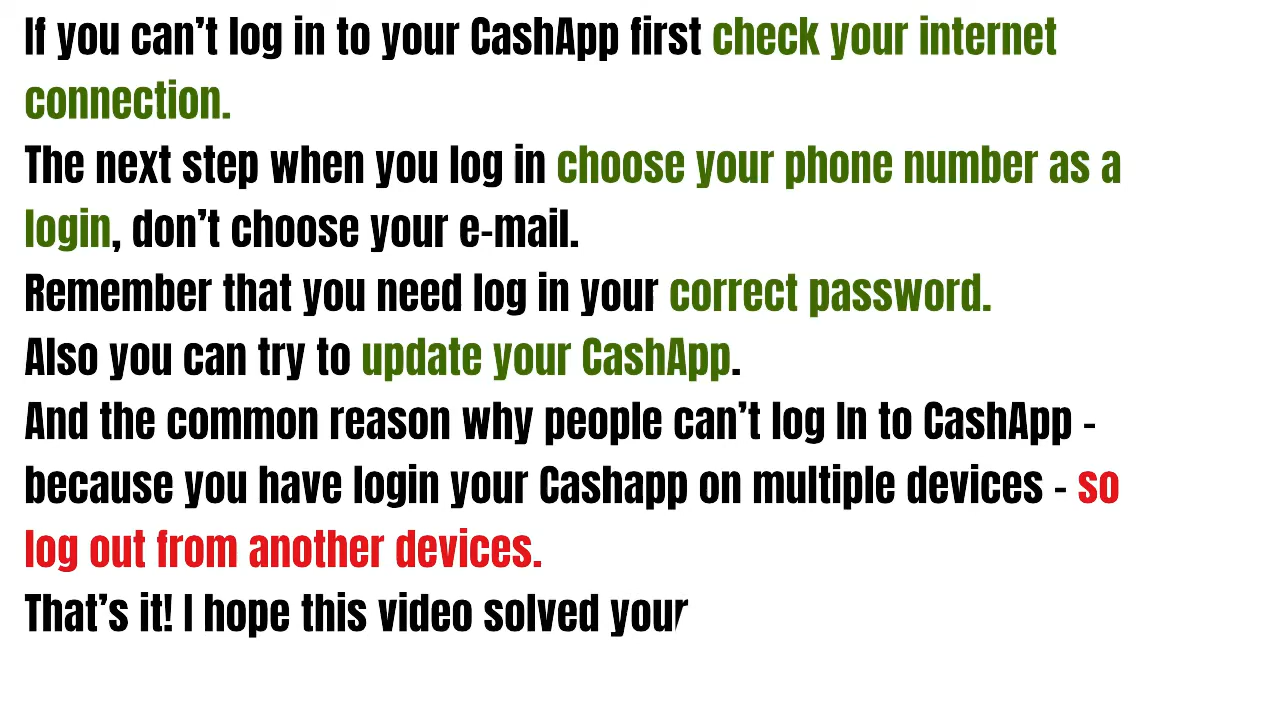 If you can’t log in to your CashApp first check your internet
connection.
The next step when you log in choose your phone number as a
login, don’t choose your e-mail.
Remember that you need log in your correct password.
Also you can try to update your CashApp.
And the common reason why people can’t log In to CashApp -
because you have login your Cashapp on multiple devices - so
log out from another devices.
That’s it! I hope this video solved your